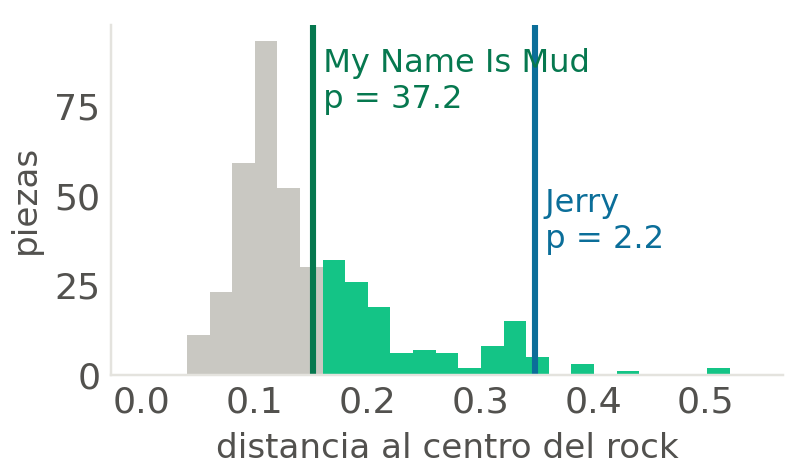 My Name Is Mud
p = 37.2
Jerry
p = 2.2
piezas
75
50
25
0
0.0 0.1 0.2 0.3 0.4 0.5
distancia al centro del rock